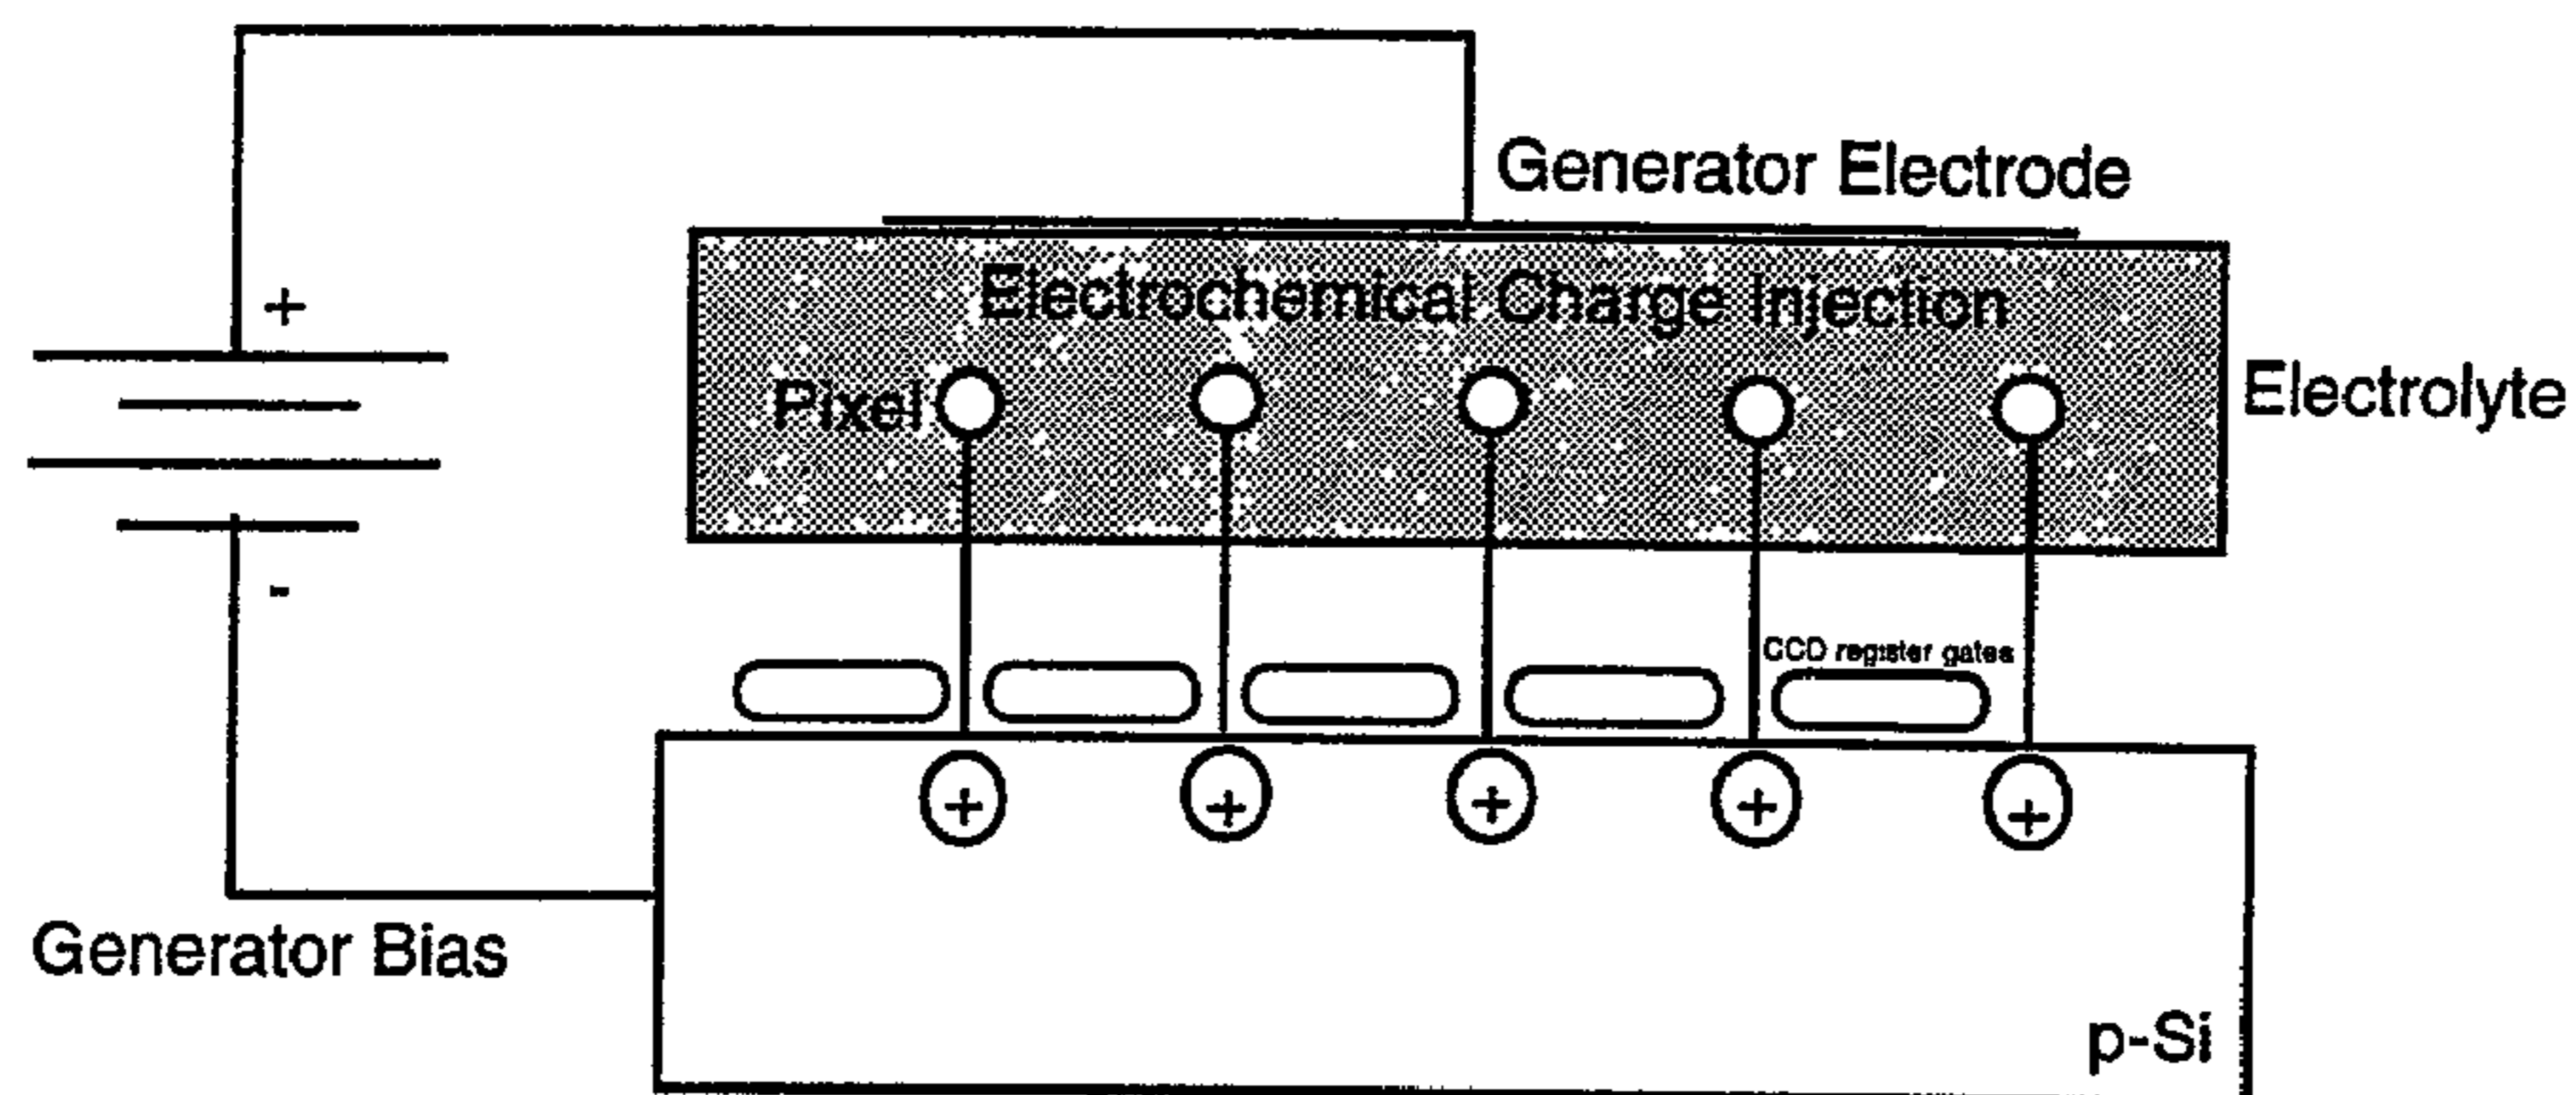 Generator Electrode
+
Electrochemical Charge Injection
Pixel
Electrolyte
-
CCD register gates
+ + + + +
Generator Bias
p-Si